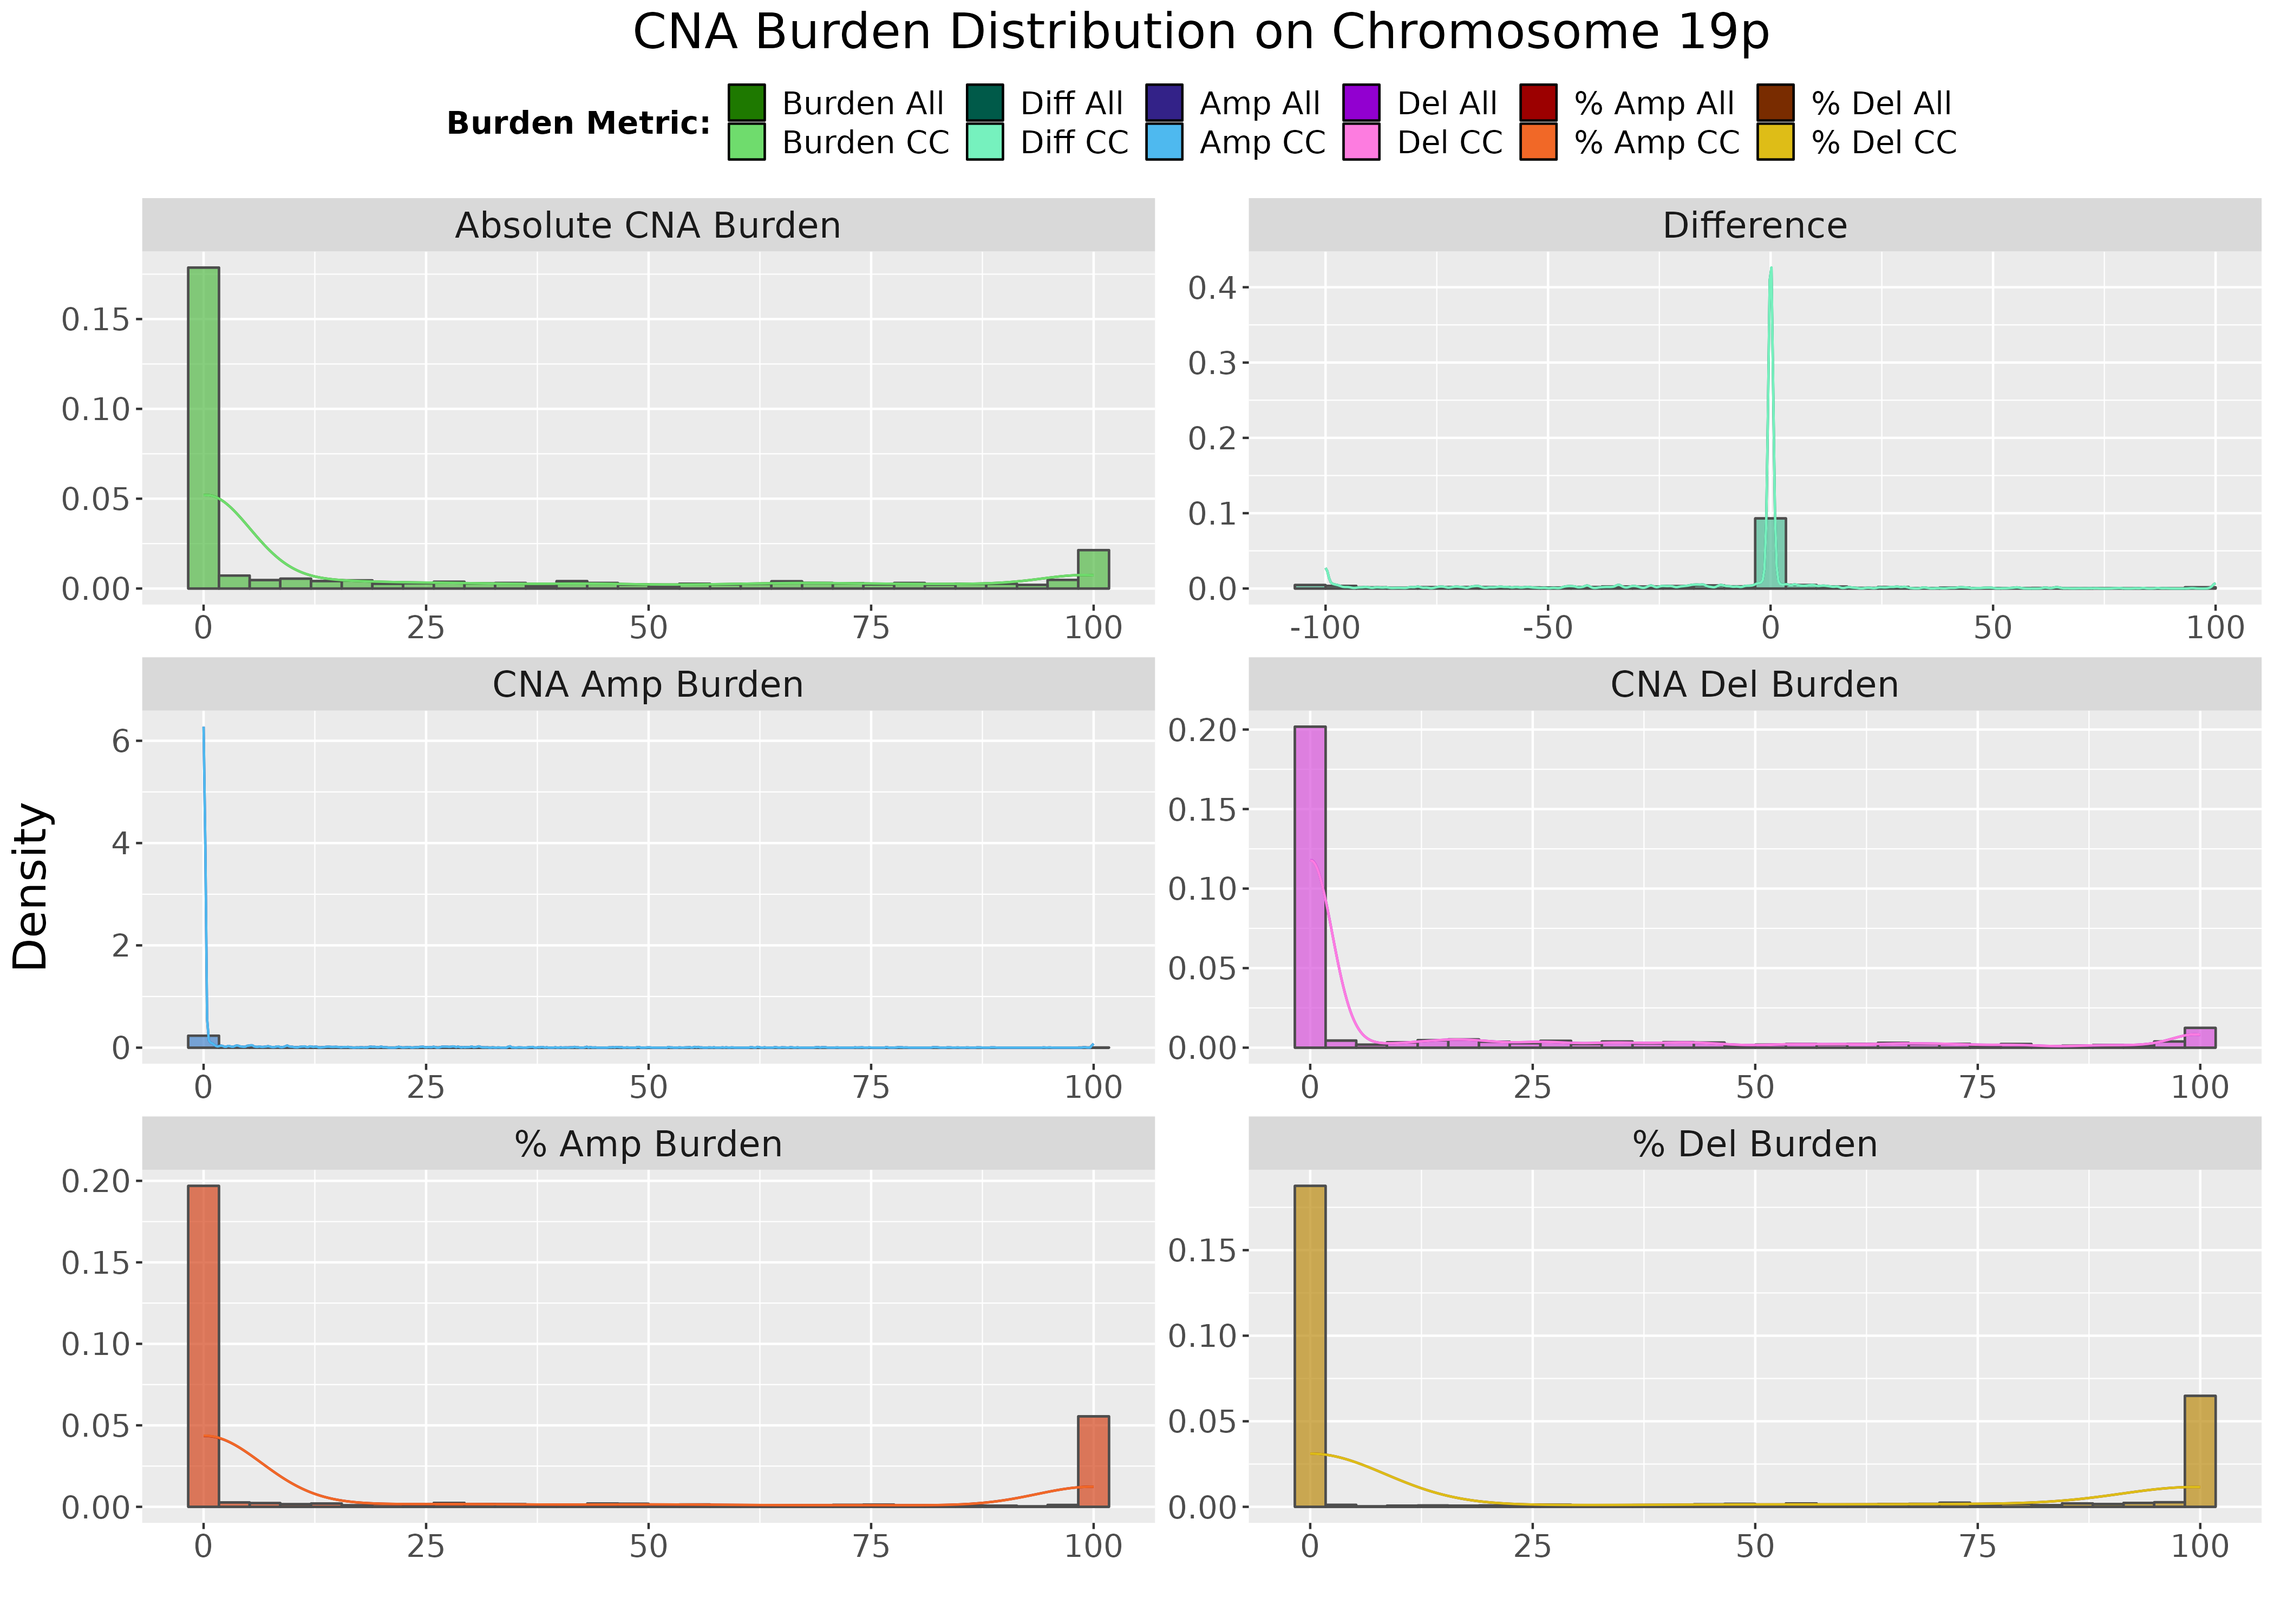 CNA Burden Distribution on Chromosome 19p
Burden Metric:
Burden All Diff All Amp All Del All % Amp All % Del All
Burden CC Diff CC Amp CC Del CC % Amp CC % Del CC
Absolute CNA Burden
0.15
0.10
0.05
0.00
0 25 50 75 100
Difference
0.4
0.3
0.2
0.1
0.0
-100 -50 0 50 100
Density
CNA Amp Burden
6
4
2
0
0 25 50 75 100
CNA Del Burden
0.20
0.15
0.10
0.05
0.00
0 25 50 75 100
% Amp Burden
0.20
0.15
0.10
0.05
0.00
0 25 50 75 100
% Del Burden
0.15
0.10
0.05
0.00
0 25 50 75 100